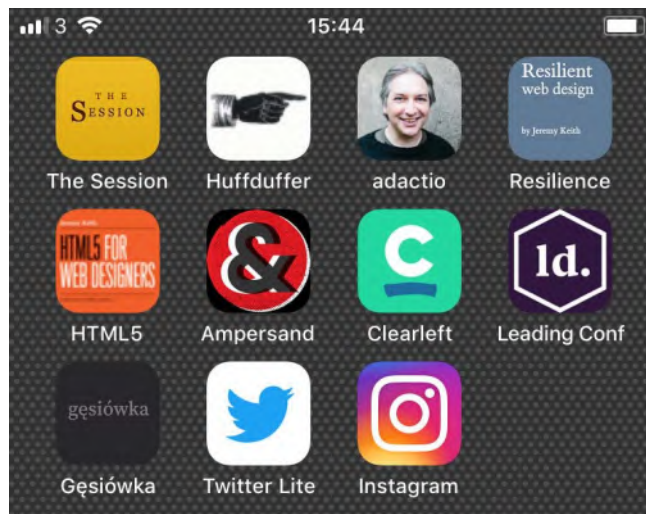 3 15:44
THE
SESSION
Resilient
web design
by Jeremy Keith
The Session Huffduffer adactio Resilience
HTML5 FOR
WEB DESIGNERS
&
C
ld.
HTML5 Ampersand Clearleft Leading Conf
gęsiówka
Gęsiówka Twitter Lite Instagram